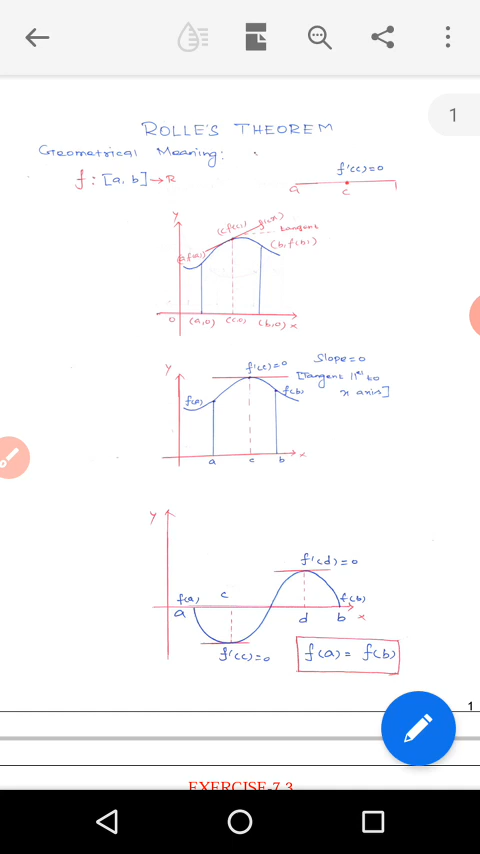 1
ROLLE'S THEOREM
Geometrical Meaning:
f : [a, b] → R
f'(c)=0
a c
y
(c f(c)) f'(x)
tangent
(a f(a)) (b, f(b))
0 (a,0) (c,0) (b,0) x
y f'(c)=0 Slope=0
[Tangent ||el to
x axis]
f(a) f(b)
a c b x
y
f'(d)=0
f(a) c f(b)
a d b x
f'(c)=0 f(a) = f(b)
1
EXERCISE-7.3